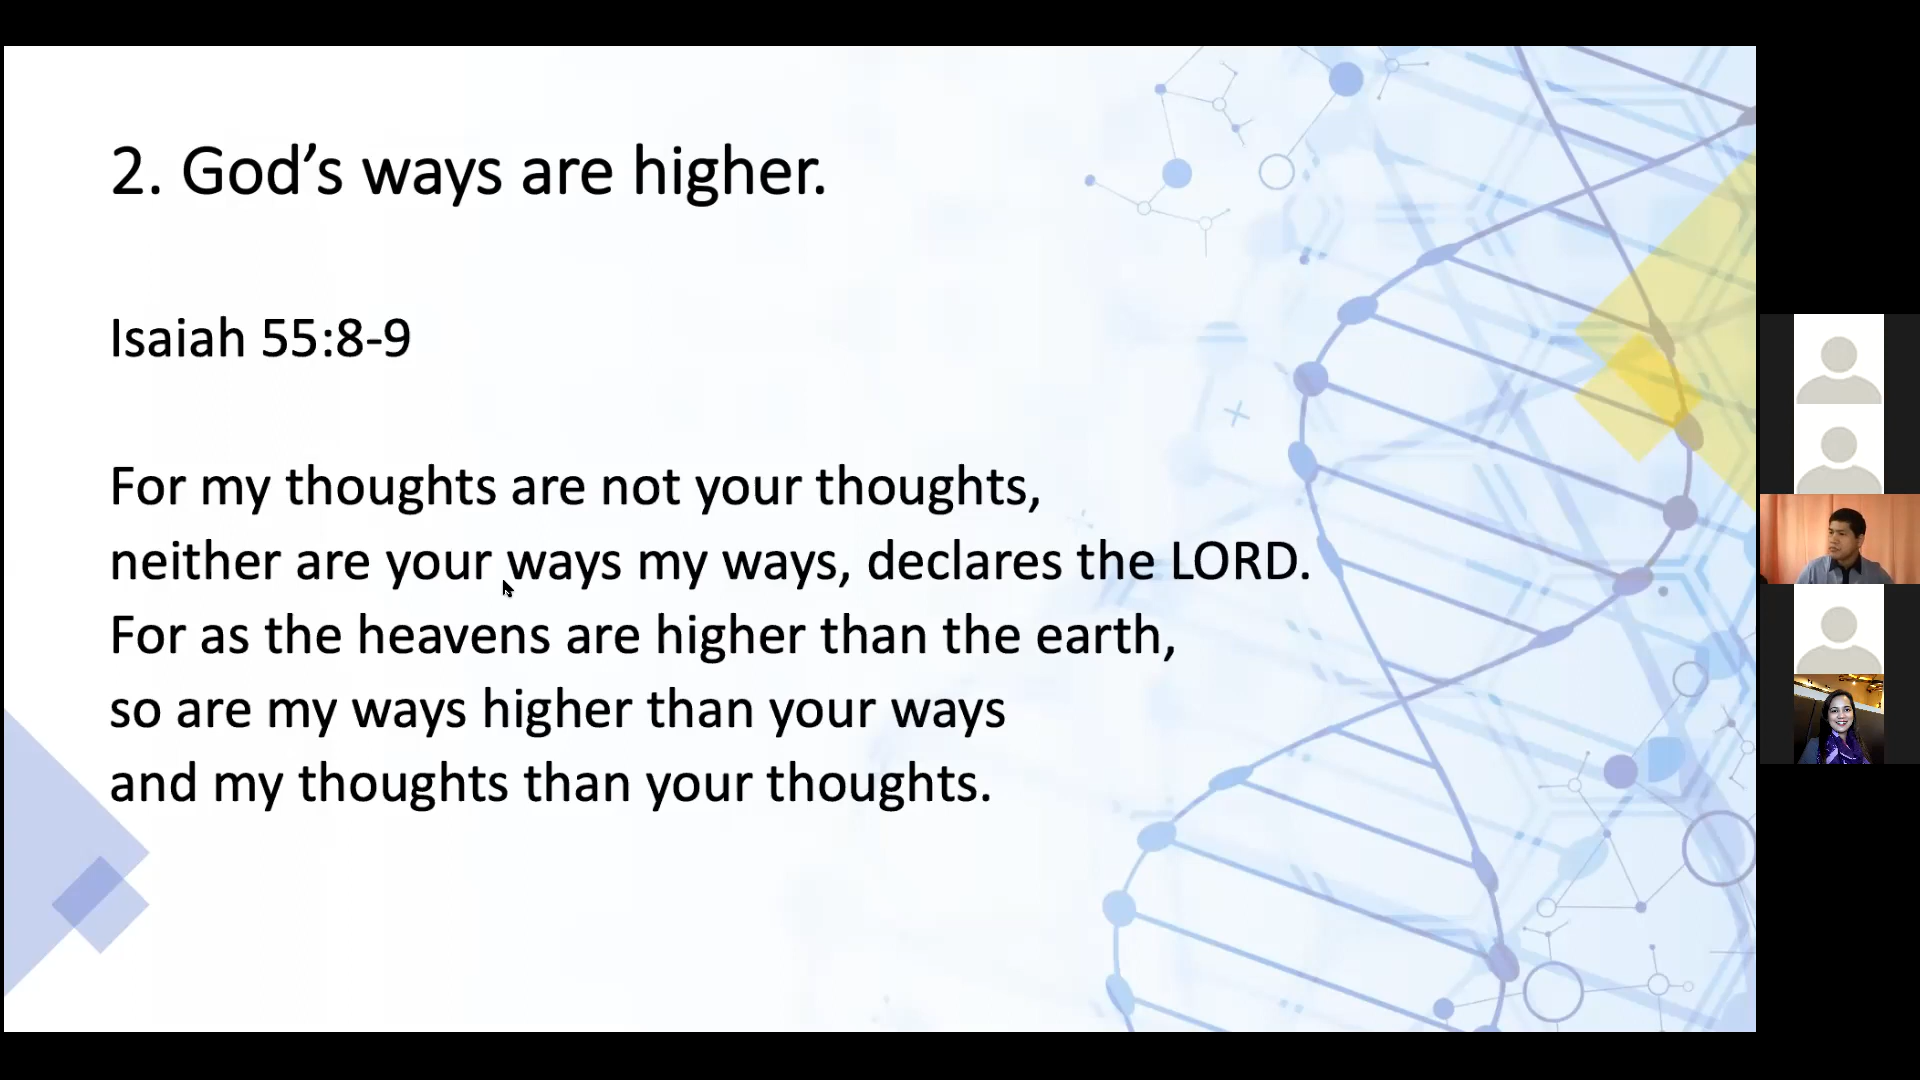 2. God’s ways are higher.
Isaiah 55:8-9
For my thoughts are not your thoughts,
neither are your ways my ways, declares the LORD.
For as the heavens are higher than the earth,
so are my ways higher than your ways
and my thoughts than your thoughts.